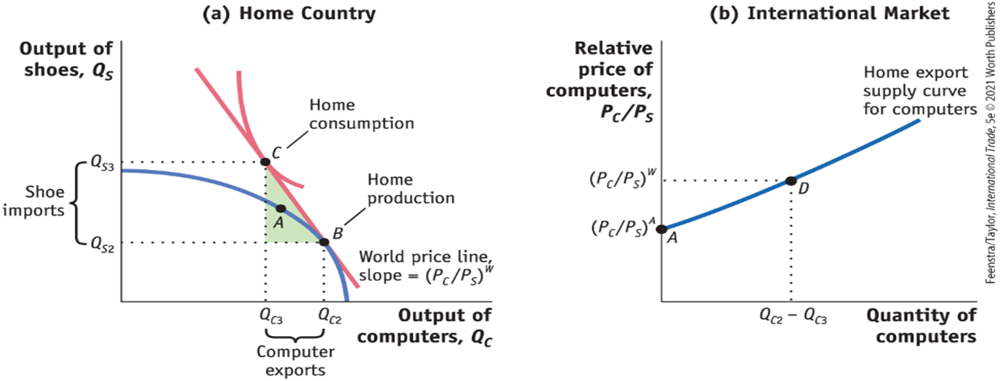 (a) Home Country
Output of
shoes, Q_S
Home
consumption
C
Q_S3
Shoe
imports
Home
production
A
B
Q_S2
World price line,
slope = (P_C/P_S)^W
Q_C3
Q_C2
Output of
computers, Q_C
Computer
exports
(b) International Market
Relative
price of
computers,
P_C/P_S
Home export
supply curve
for computers
(P_C/P_S)^W
D
(P_C/P_S)^A
A
Q_C2 – Q_C3
Quantity of
computers
Feenstra/Taylor, International Trade, 5e © 2021 Worth Publishers